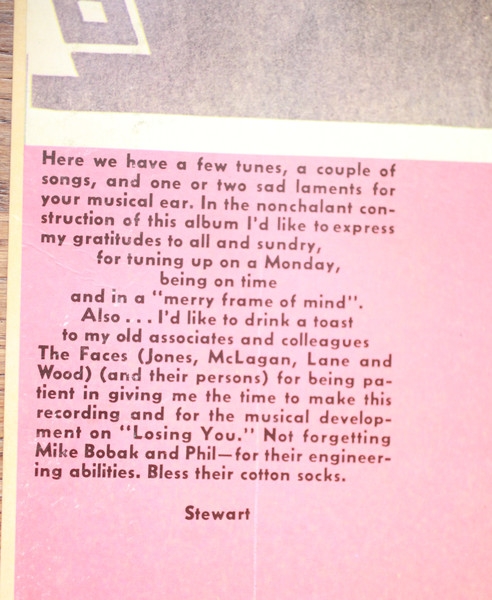 Here we have a few tunes, a couple of
songs, and one or two sad laments for
your musical ear. In the nonchalant con-
struction of this album I'd like to express
my gratitudes to all and sundry,
for tuning up on a Monday,
being on time
and in a "merry frame of mind".
Also . . . I'd like to drink a toast
to my old associates and colleagues
The Faces (Jones, McLagan, Lane and
Wood) (and their persons) for being pa-
tient in giving me the time to make this
recording and for the musical develop-
ment on "Losing You." Not forgetting
Mike Bobak and Phil—for their engineer-
ing abilities. Bless their cotton socks.
Stewart